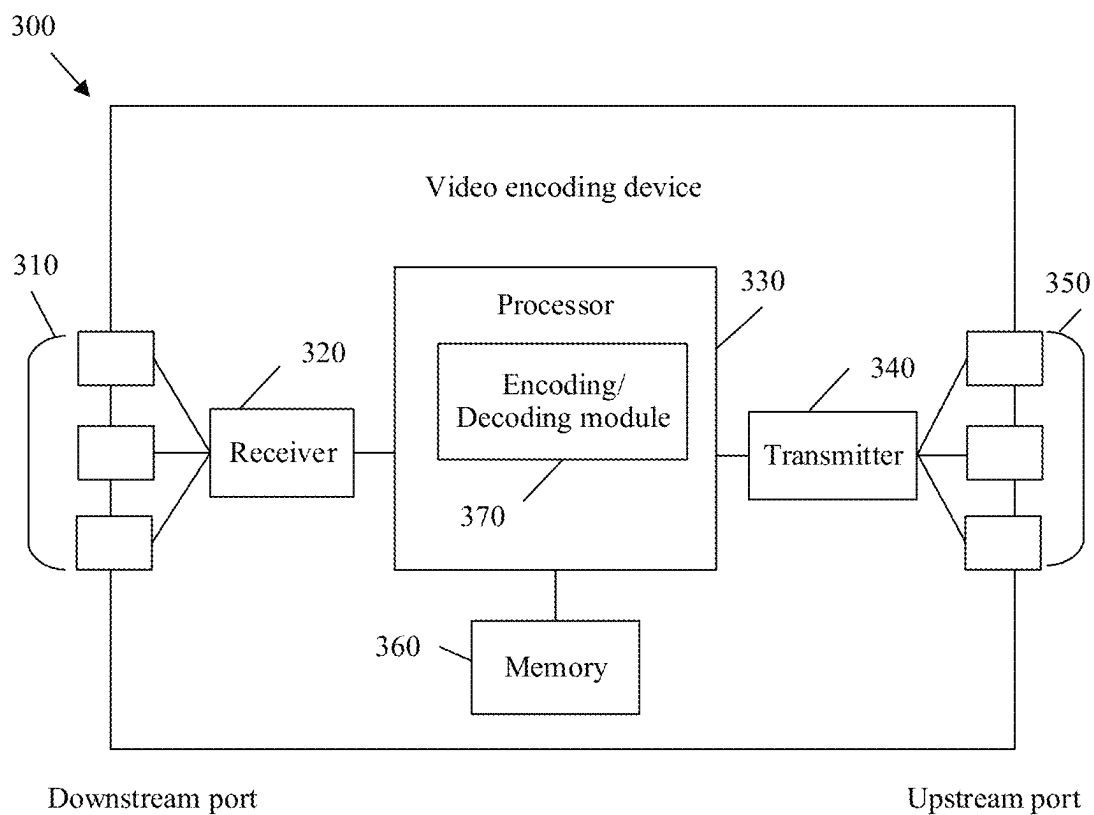 300
Video encoding device
310
320
Receiver
Processor
330
Encoding/
Decoding module
370
340
Transmitter
350
360
Memory
Downstream port
Upstream port